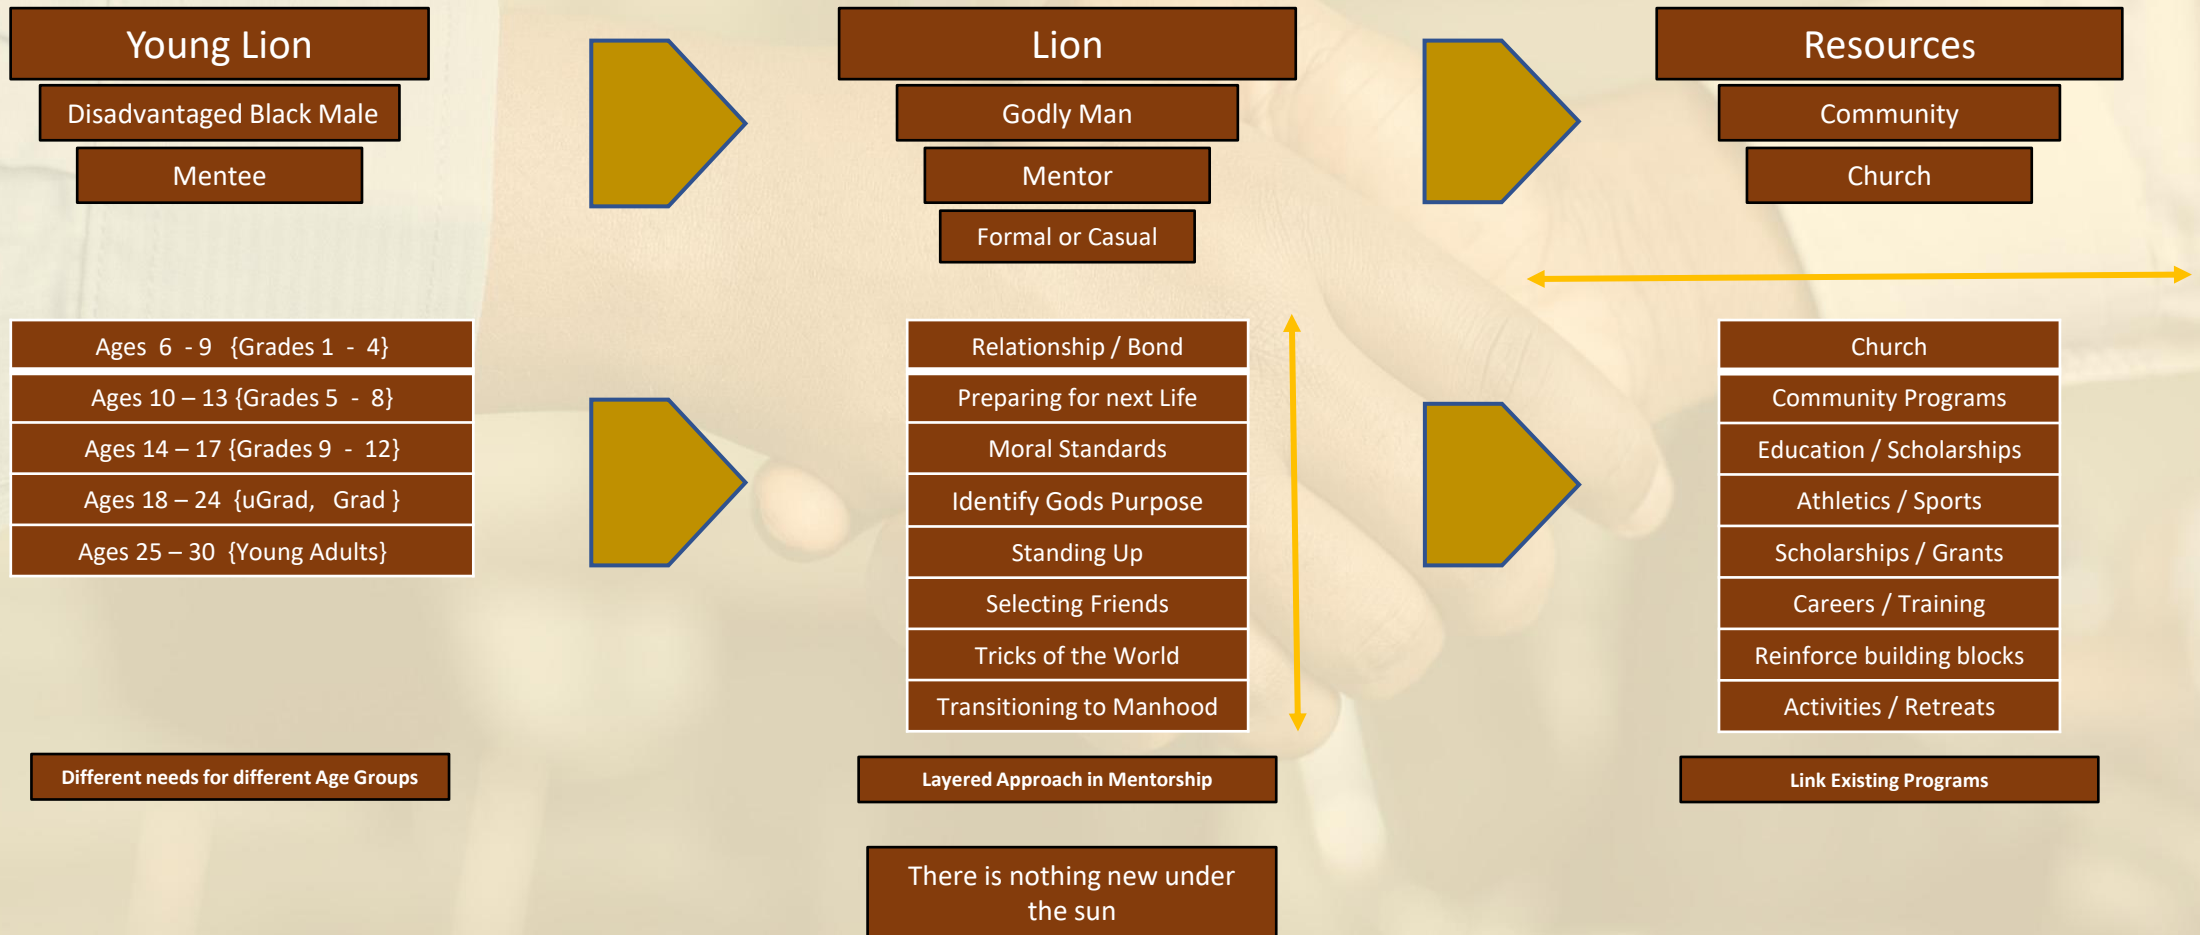 Young Lion
Disadvantaged Black Male
Mentee
Lion
Godly Man
Mentor
Formal or Casual
Resources
Community
Church
Ages 6 - 9 {Grades 1 - 4}
Ages 10 – 13 {Grades 5 - 8}
Ages 14 – 17 {Grades 9 - 12}
Ages 18 – 24 {uGrad, Grad }
Ages 25 – 30 {Young Adults}
Different needs for different Age Groups
Relationship / Bond
Preparing for next Life
Moral Standards
Identify Gods Purpose
Standing Up
Selecting Friends
Tricks of the World
Transitioning to Manhood
Layered Approach in Mentorship
There is nothing new under
the sun
Church
Community Programs
Education / Scholarships
Athletics / Sports
Scholarships / Grants
Careers / Training
Reinforce building blocks
Activities / Retreats
Link Existing Programs